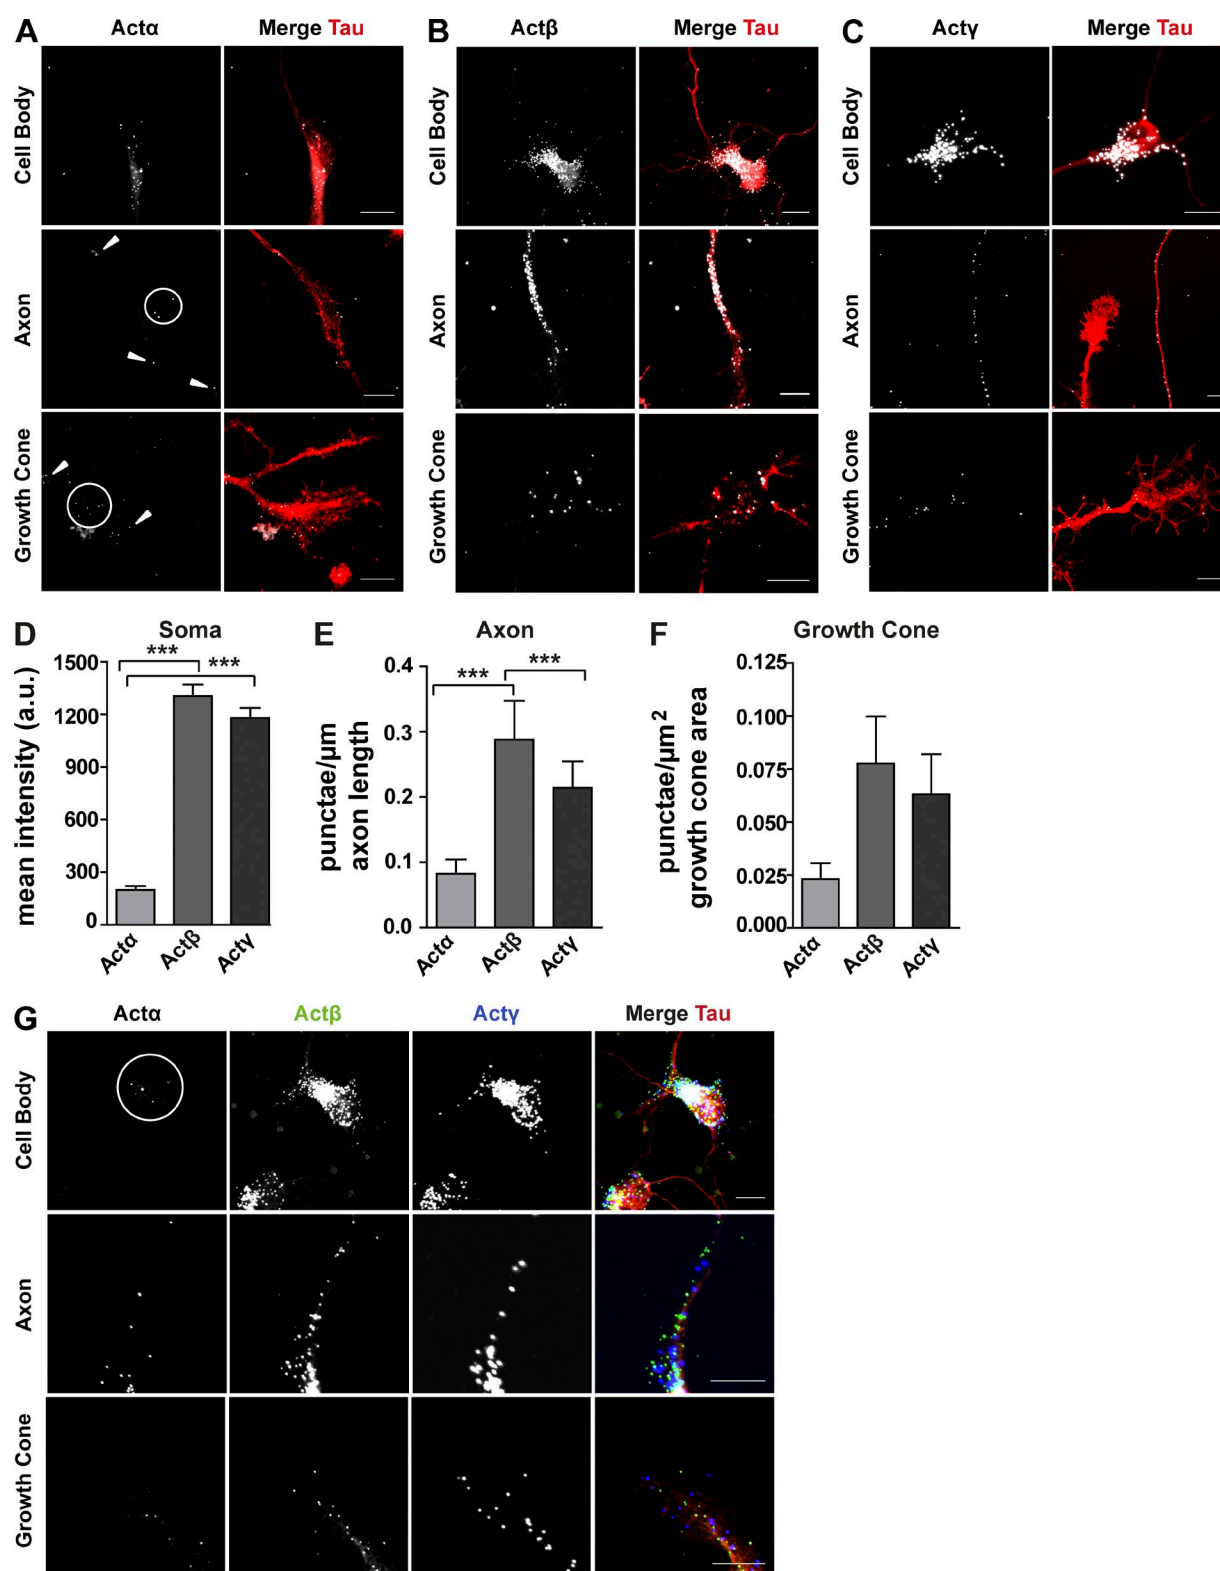 A Actα Merge Tau
B Actβ Merge Tau
C Actγ Merge Tau
Cell Body
Axon
Growth Cone
Cell Body
Axon
Growth Cone
Cell Body
Axon
Growth Cone
D Soma
mean intensity (a.u.)
1500
1200
900
600
300
0
*** 
***
Actα Actβ Actγ
E Axon
punctae/µm
axon length
0.4
0.3
0.2
0.1
0.0
***
***
Actα Actβ Actγ
F Growth Cone
punctae/µm²
growth cone area
0.125
0.100
0.075
0.050
0.025
0.000
Actα Actβ Actγ
G Actα Actβ Actγ Merge Tau
Cell Body
Axon
Growth Cone